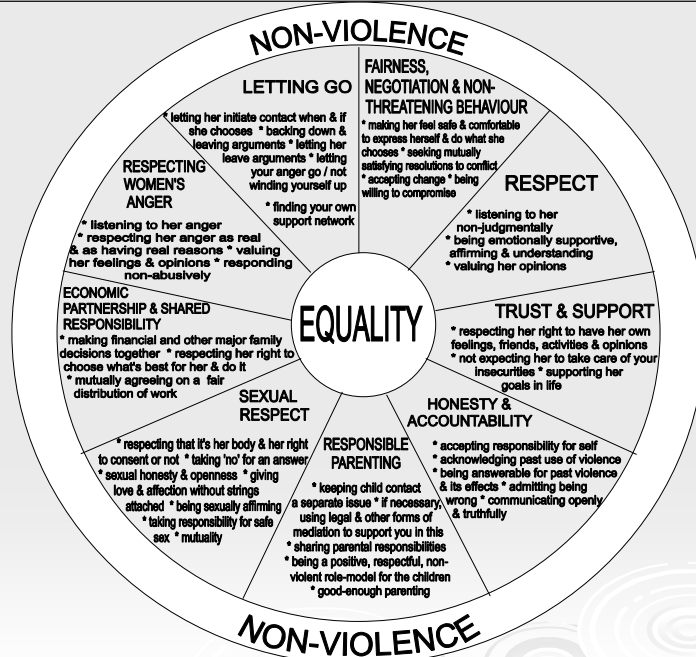 NON-VIOLENCE
LETTING GO
* letting her initiate contact when & if
she chooses * backing down &
leaving arguments * letting her
leave arguments * letting
your anger go / not
winding yourself up
* finding your own
support network
FAIRNESS,
NEGOTIATION & NON-
THREATENING BEHAVIOUR
* making her feel safe & comfortable
to express herself & do what she
chooses * seeking mutually
satisfying resolutions to conflict
* accepting change * being
willing to compromise
RESPECT
* listening to her
non-judgmentally
* being emotionally supportive,
affirming & understanding
* valuing her opinions
TRUST & SUPPORT
* respecting her right to have her own
feelings, friends, activities & opinions
* not expecting her to take care of your
insecurities * supporting her
goals in life
HONESTY &
ACCOUNTABILITY
* accepting responsibility for self
* acknowledging past use of violence
* being answerable for past violence
& its effects * admitting being
wrong * communicating openly
& truthfully
RESPONSIBLE
PARENTING
* keeping child contact
a separate issue * if necessary,
using legal & other forms of
mediation to support you in this
* sharing parental responsibilities
* being a positive, respectful, non-
violent role-model for the children
* good-enough parenting
SEXUAL
RESPECT
* respecting that it's her body & her right
to consent or not * taking 'no' for an answer
* sexual honesty & openness * giving
love & affection without strings
attached * being sexually affirming
* taking responsibility for safe
sex * mutuality
ECONOMIC
PARTNERSHIP & SHARED
RESPONSIBILITY
* making financial and other major family
decisions together * respecting her right to
choose what's best for her & do it
* mutually agreeing on a fair
distribution of work
RESPECTING
WOMEN'S
ANGER
* listening to her anger
* respecting her anger as real
& as having real reasons * valuing
her feelings & opinions * responding
non-abusively
EQUALITY
NON-VIOLENCE